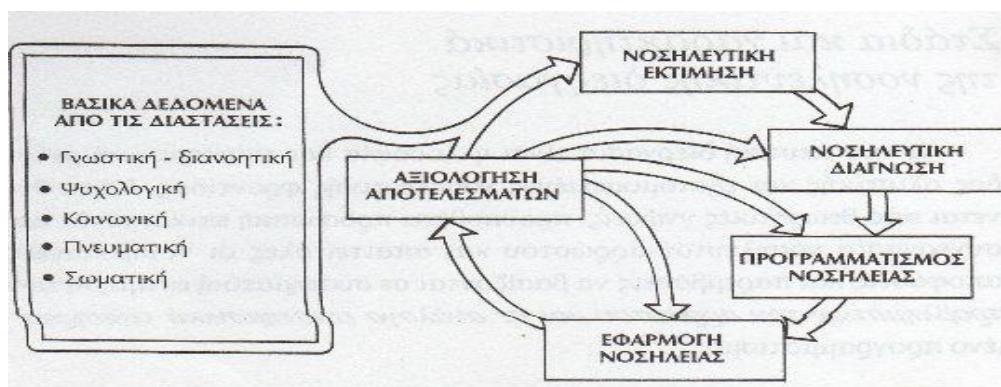 ΒΑΣΙΚΑ ΔΕΔΟΜΕΝΑ
ΑΠΟ ΤΙΣ ΔΙΑΣΤΑΣΕΙΣ:
• Γνωστική - διανοητική
• Ψυχολογική
• Κοινωνική
• Πνευματική
• Σωματική
ΝΟΣΗΛΕΥΤΙΚΗ
ΕΚΤΙΜΗΣΗ
ΑΞΙΟΛΟΓΗΣΗ
ΑΠΟΤΕΛΕΣΜΑΤΩΝ
ΝΟΣΗΛΕΥΤΙΚΗ
ΔΙΑΓΝΩΣΗ
ΠΡΟΓΡΑΜΜΑΤΙΣΜΟΣ
ΝΟΣΗΛΕΙΑΣ
ΕΦΑΡΜΟΓΗ
ΝΟΣΗΛΕΙΑΣ